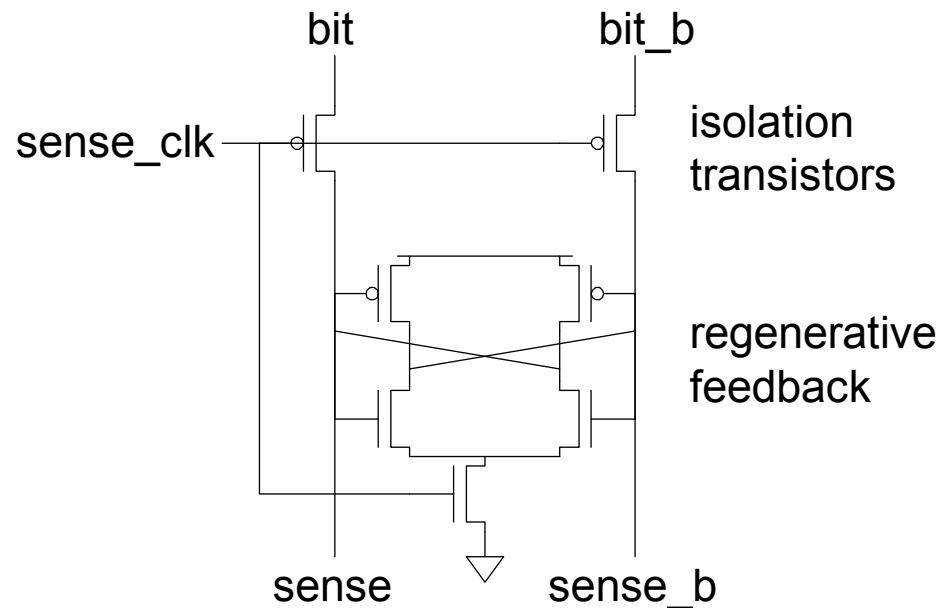 bit
bit_b
sense_clk
isolation
transistors
regenerative
feedback
sense
sense_b